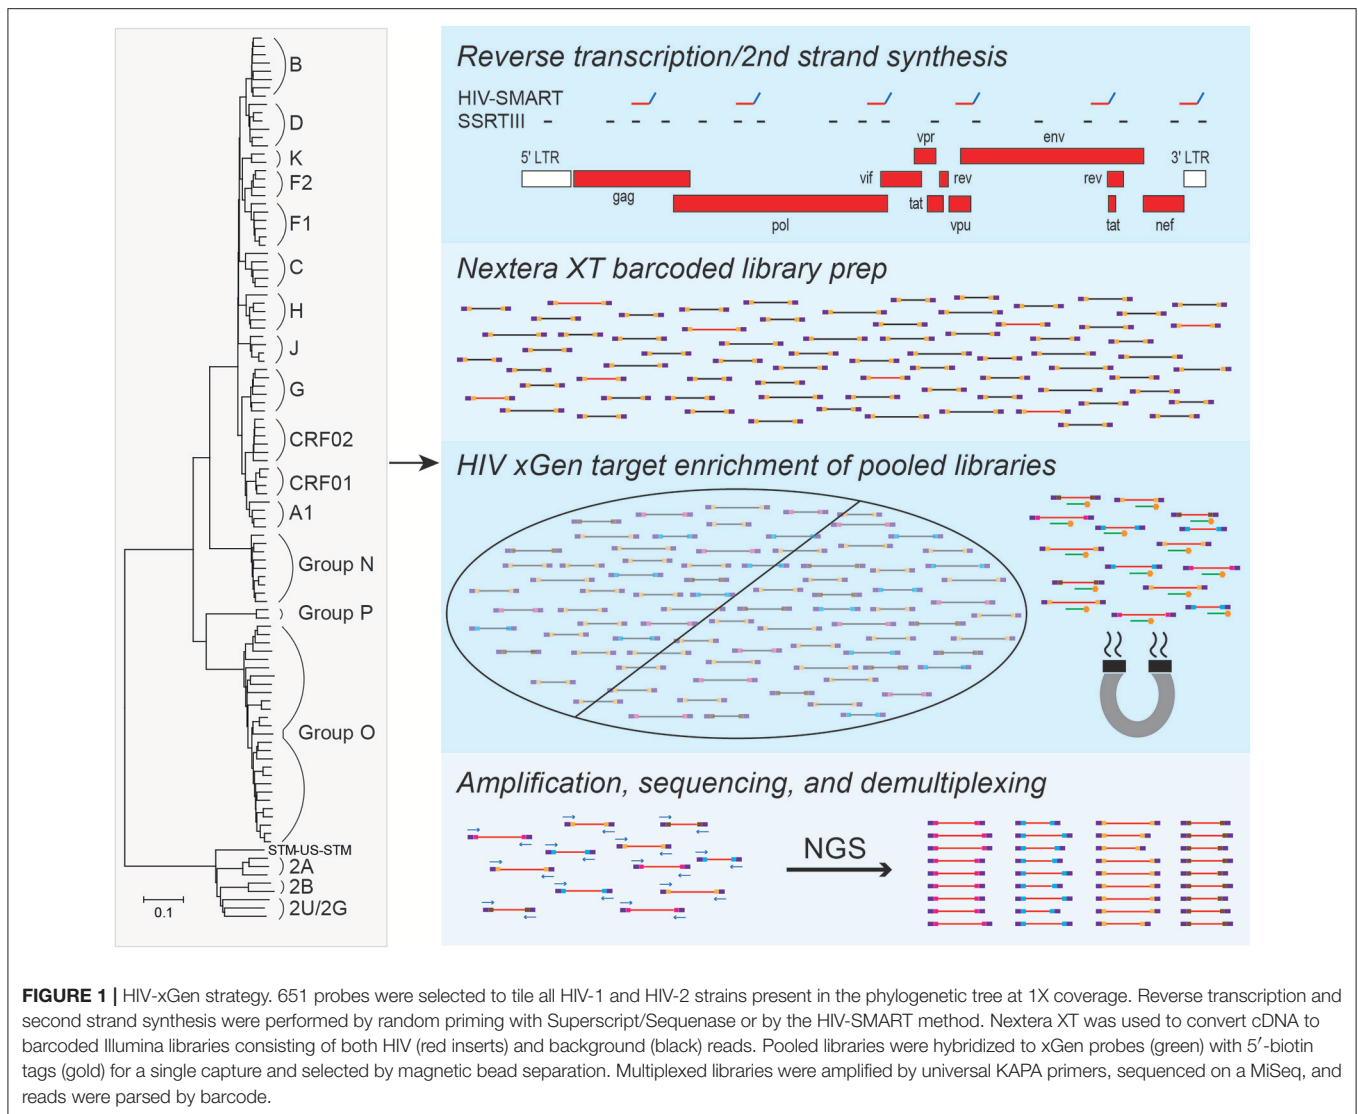 B
D
K
F2
F1
C
H
J
G
CRF02
CRF01
A1
Group N
Group P
Group O
STM-US-STM
2A
2B
2U/2G
0.1
Reverse transcription/2nd strand synthesis
HIV-SMART
SSRTIII
vpr
env
5' LTR
3' LTR
vif
rev
rev
gag
tat
pol
vpu
tat
nef
Nextera XT barcoded library prep
HIV xGen target enrichment of pooled libraries
Amplification, sequencing, and demultiplexing
NGS
FIGURE 1 | HIV-xGen strategy. 651 probes were selected to tile all HIV-1 and HIV-2 strains present in the phylogenetic tree at 1X coverage. Reverse transcription and
second strand synthesis were performed by random priming with Superscript/Sequenase or by the HIV-SMART method. Nextera XT was used to convert cDNA to
barcoded Illumina libraries consisting of both HIV (red inserts) and background (black) reads. Pooled libraries were hybridized to xGen probes (green) with 5′-biotin
tags (gold) for a single capture and selected by magnetic bead separation. Multiplexed libraries were amplified by universal KAPA primers, sequenced on a MiSeq, and
reads were parsed by barcode.